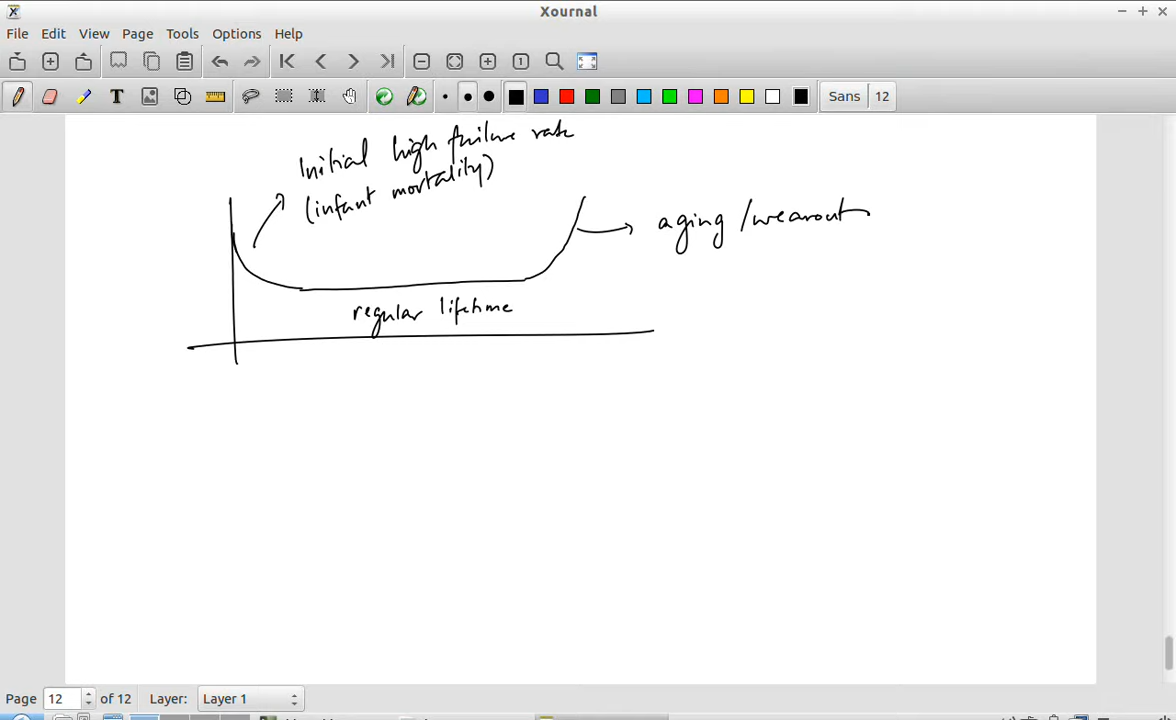 Xournal
File Edit View Page Tools Options Help
T Sans 12
Initial high failure rate
(infant mortality)
aging/wearout
regular lifetime
Page 12 of 12 Layer: Layer 1